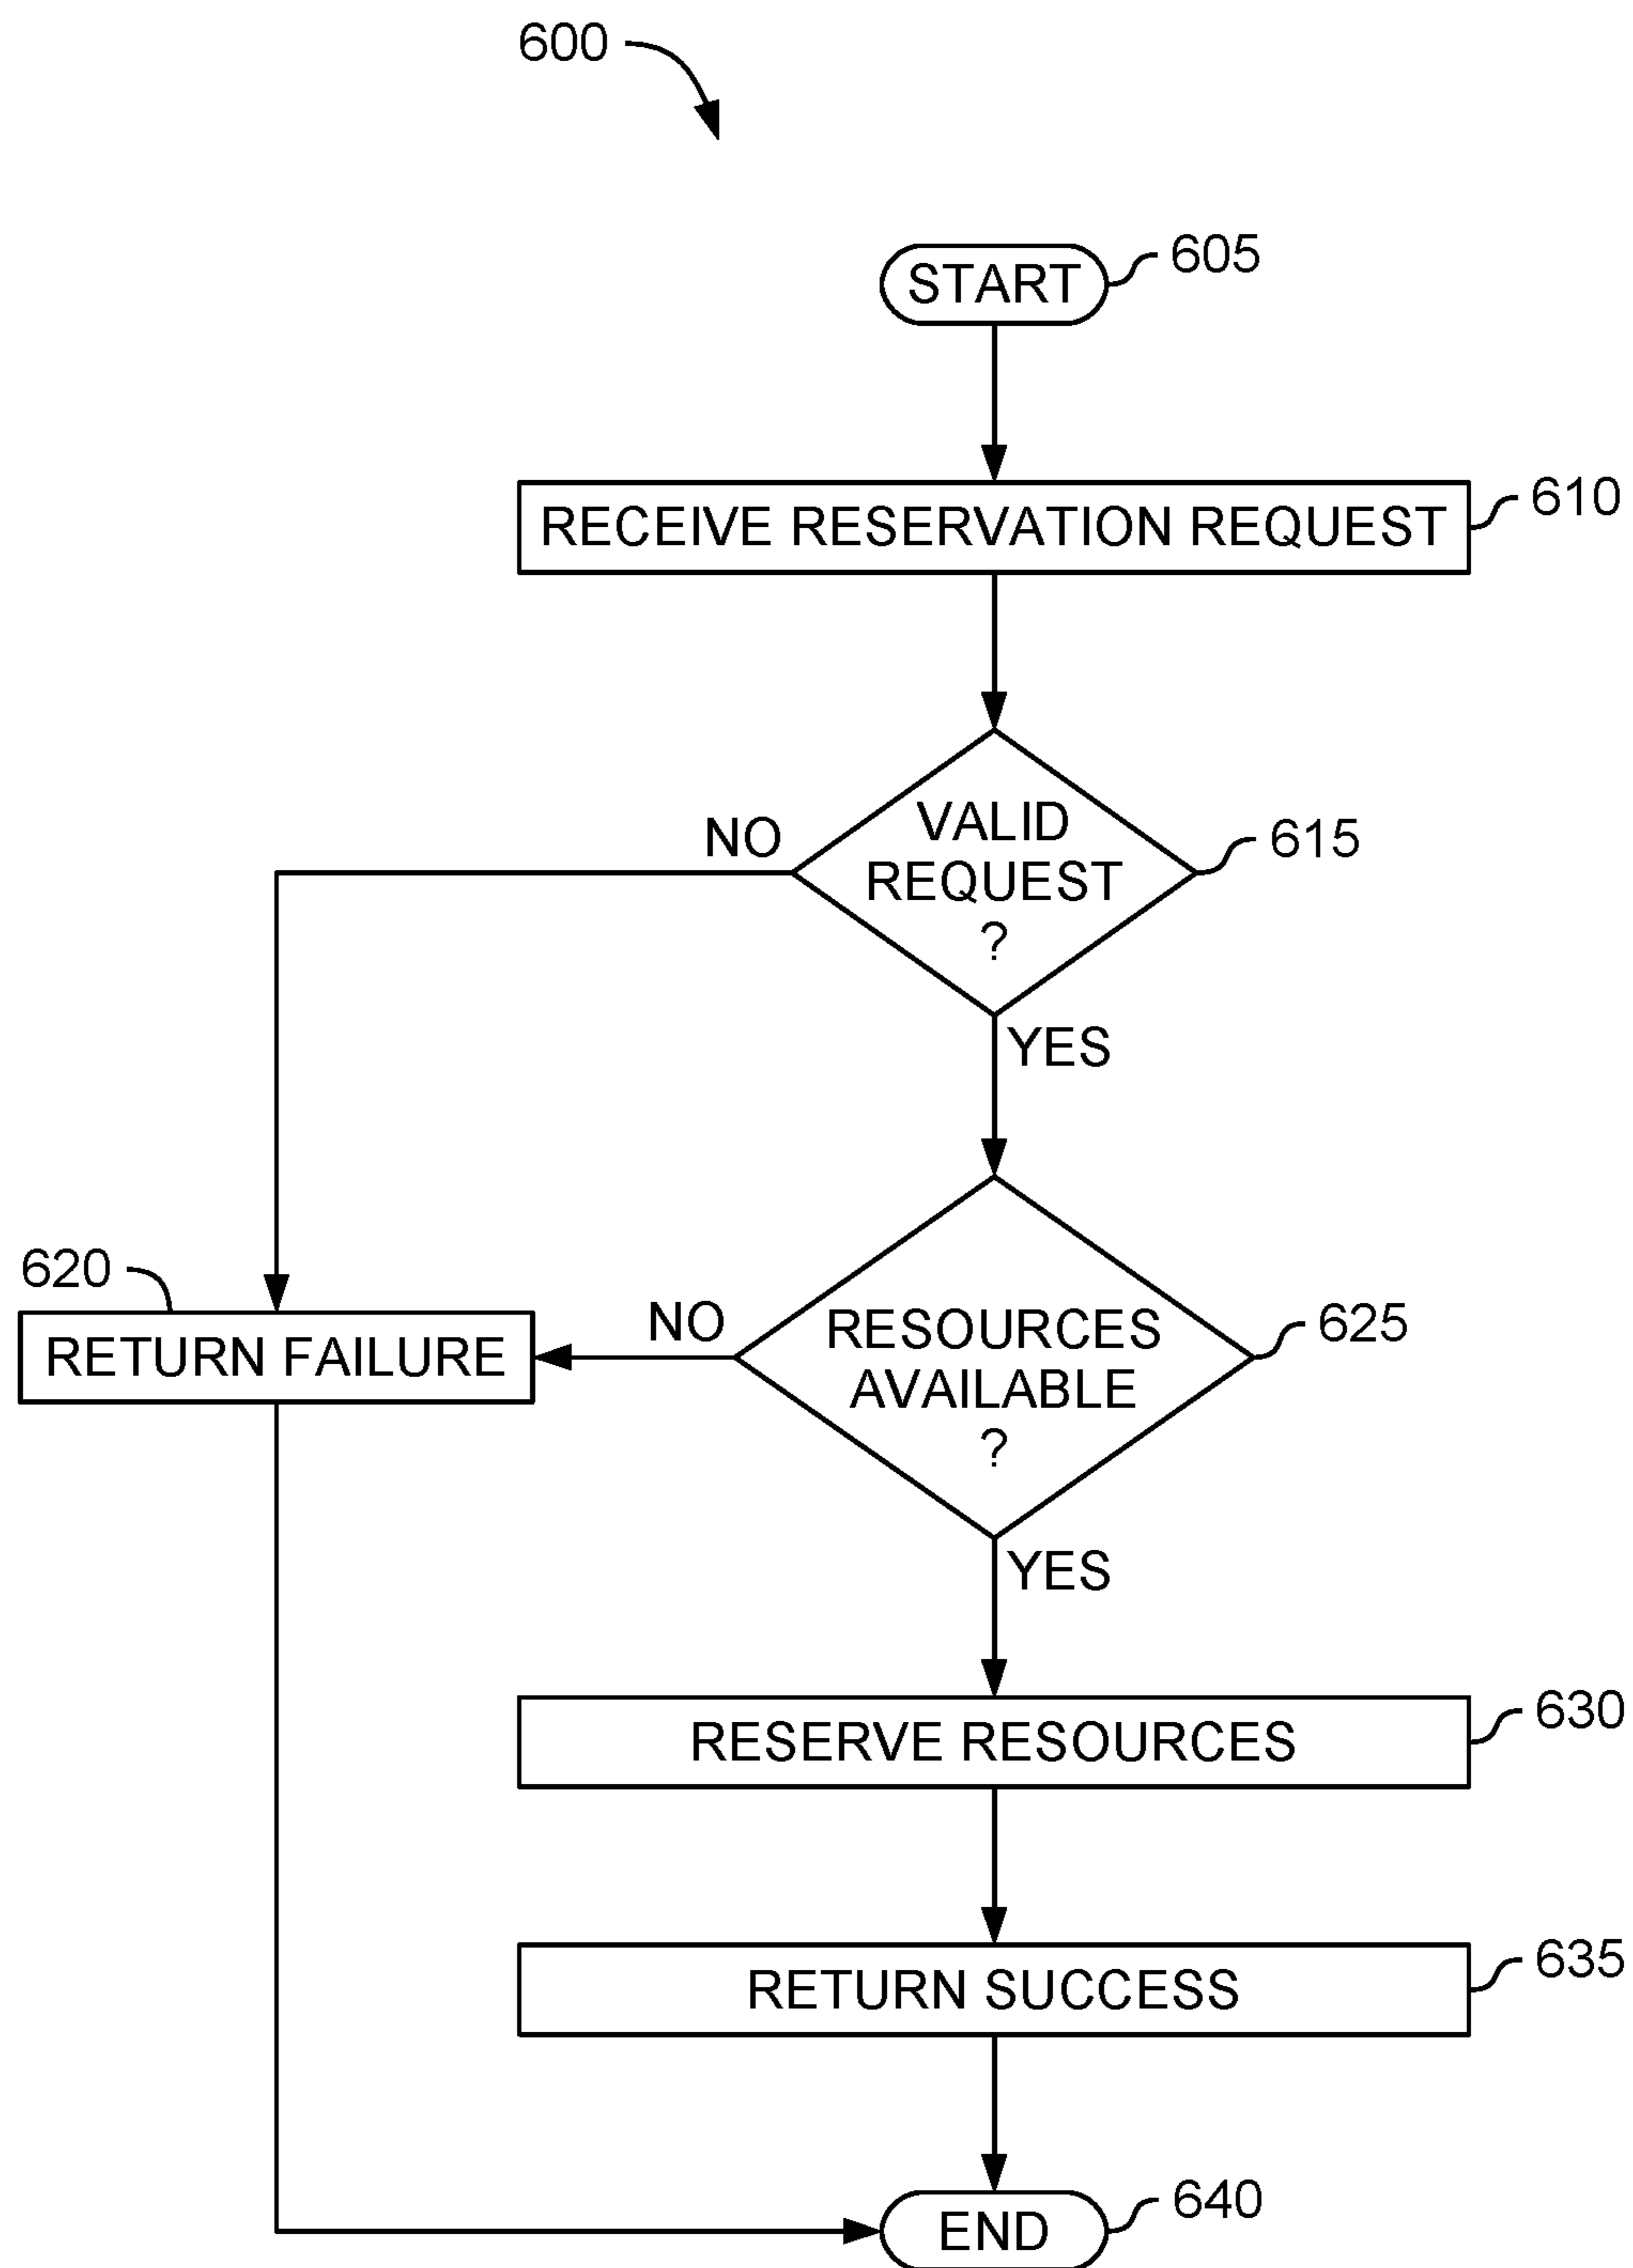 600
START
605
RECEIVE RESERVATION REQUEST
610
NO
VALID
REQUEST
?
615
YES
620
RETURN FAILURE
NO
RESOURCES
AVAILABLE
?
625
YES
RESERVE RESOURCES
630
RETURN SUCCESS
635
END
640